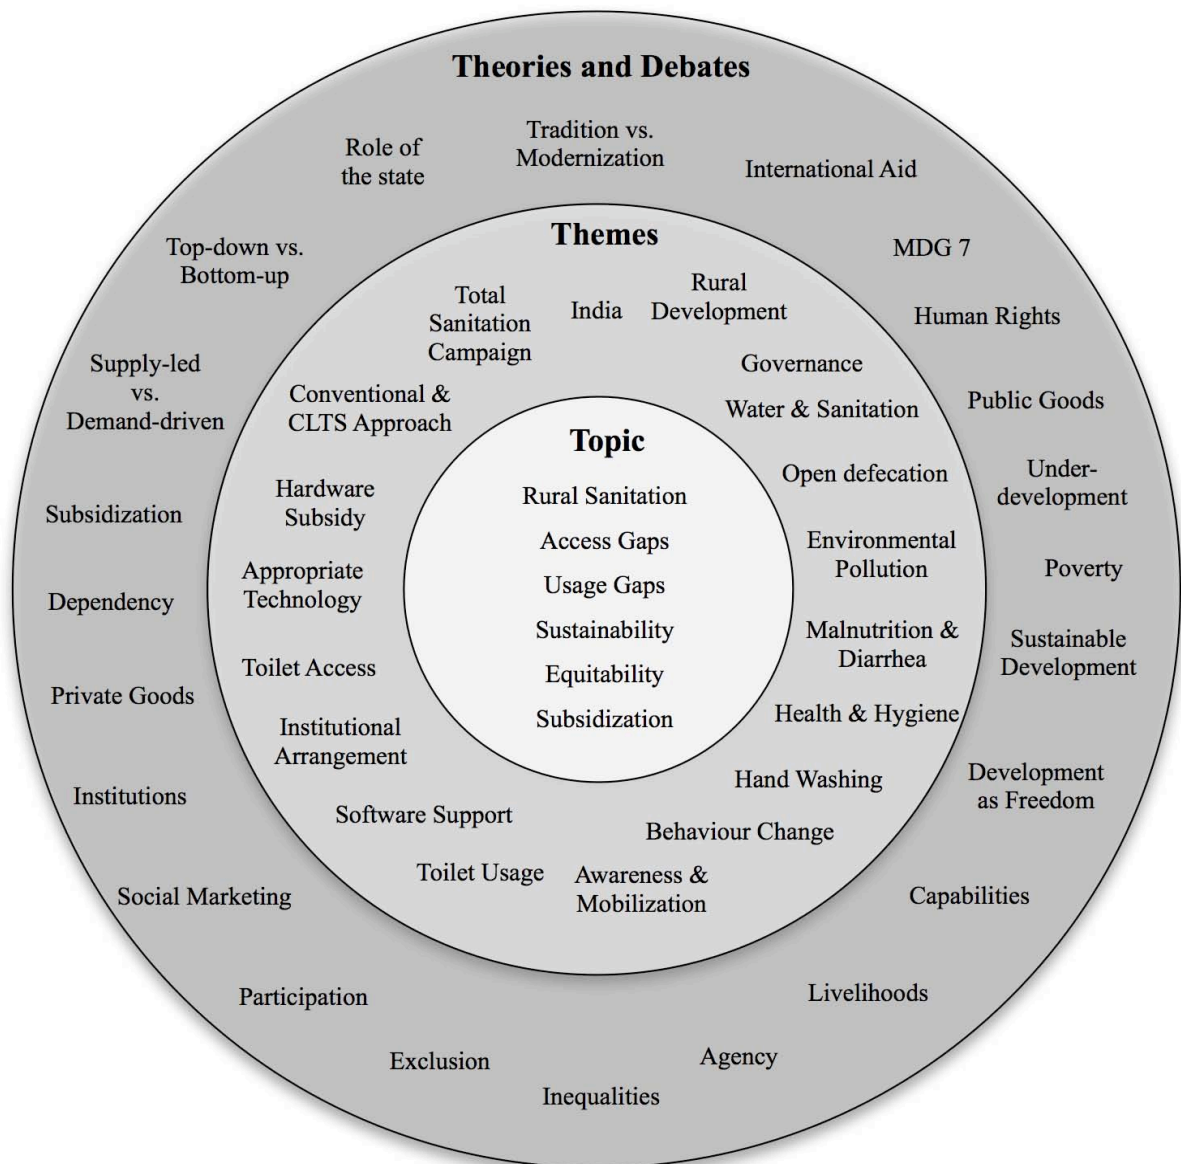 Theories and Debates
Tradition vs.
Modernization
Role of
the state
International Aid
Top-down vs.
Bottom-up
MDG 7
Human Rights
Supply-led
vs.
Demand-driven
Public Goods
Under-
development
Subsidization
Poverty
Dependency
Sustainable
Development
Private Goods
Development
as Freedom
Institutions
Capabilities
Social Marketing
Livelihoods
Participation
Agency
Exclusion
Inequalities
Themes
Total
Sanitation
Campaign
India
Rural
Development
Governance
Conventional &
CLTS Approach
Water & Sanitation
Open defecation
Hardware
Subsidy
Environmental
Pollution
Appropriate
Technology
Malnutrition &
Diarrhea
Toilet Access
Health & Hygiene
Institutional
Arrangement
Hand Washing
Software Support
Behaviour Change
Toilet Usage
Awareness &
Mobilization
Topic
Rural Sanitation
Access Gaps
Usage Gaps
Sustainability
Equitability
Subsidization